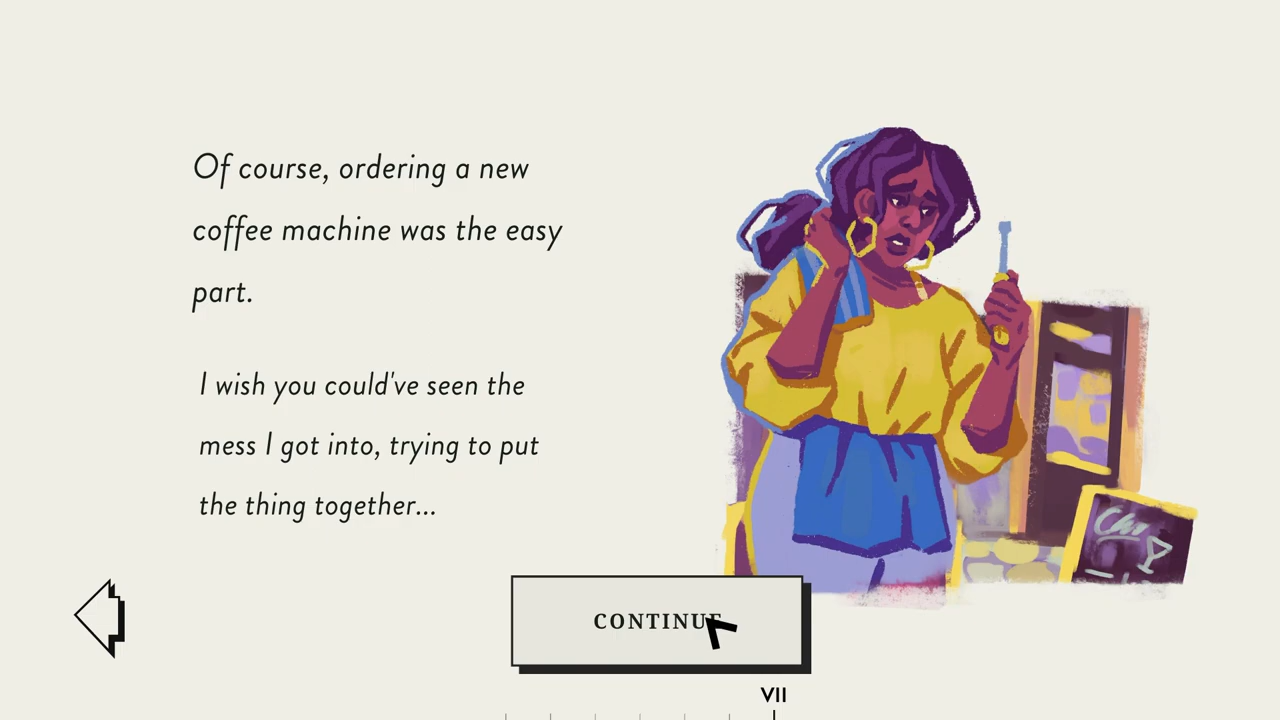 Of course, ordering a new
coffee machine was the easy
part.
I wish you could've seen the
mess I got into, trying to put
the thing together...
CONTINUE
VII